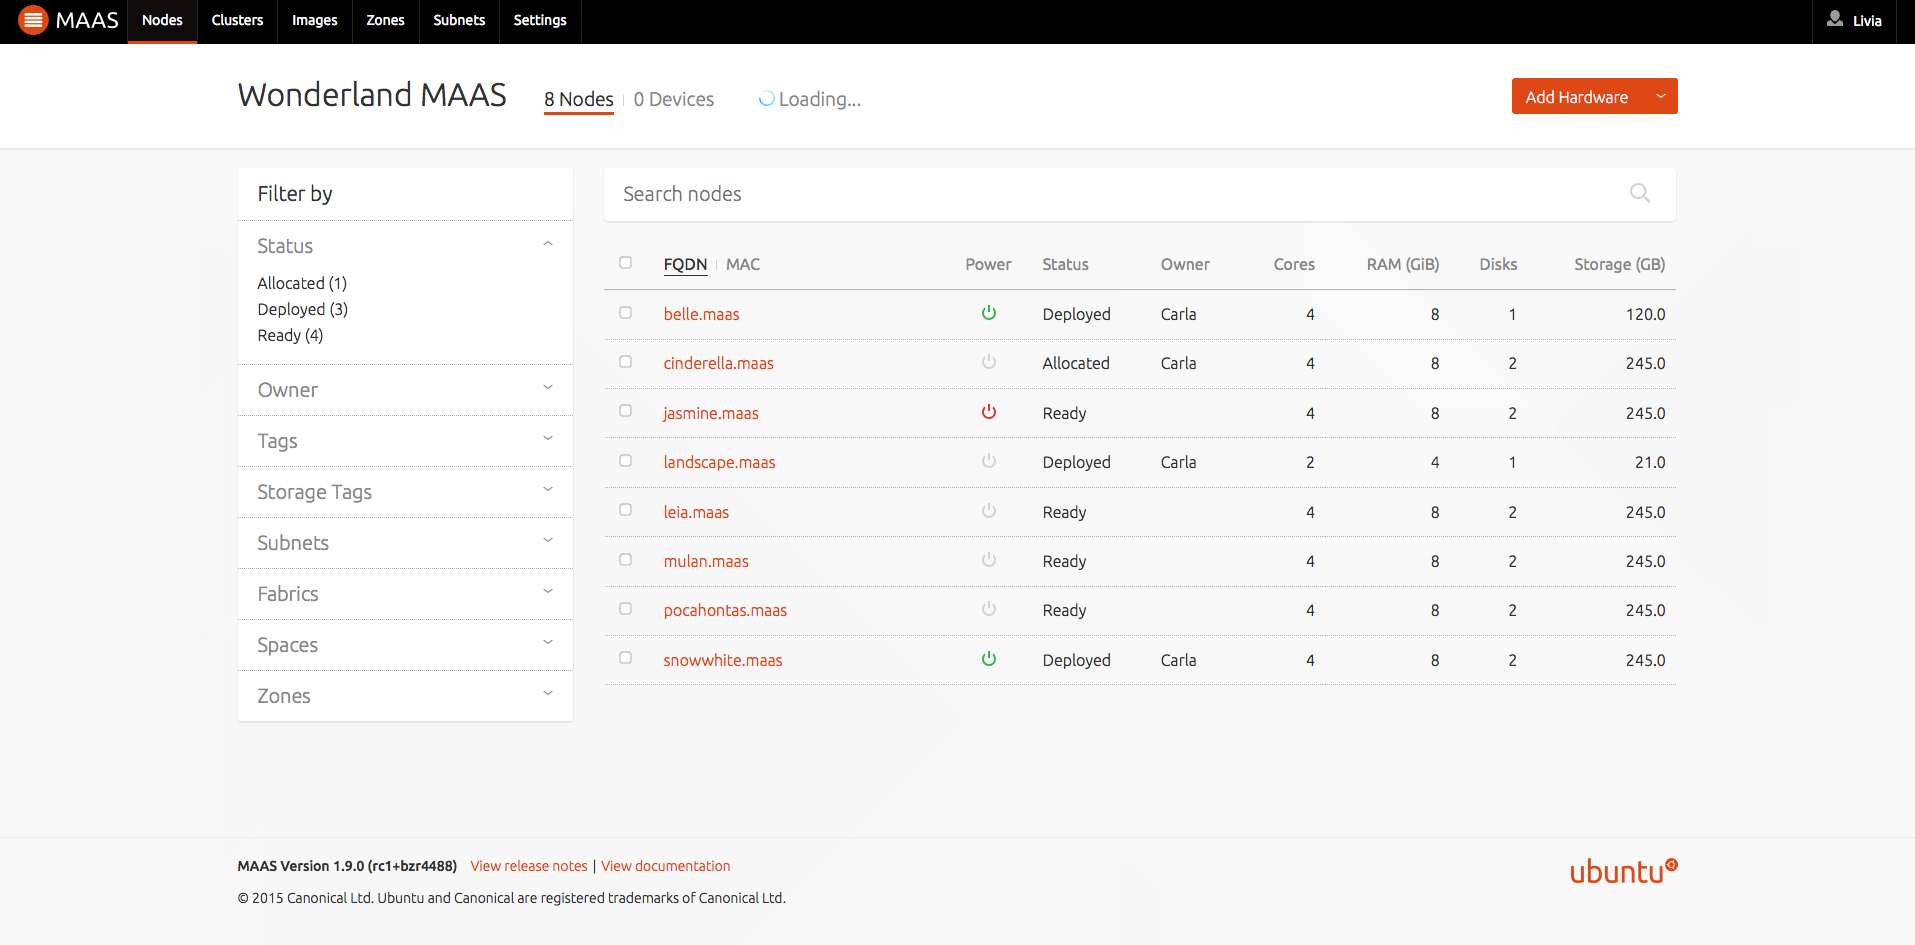 MAAS Nodes Clusters Images Zones Subnets Settings Livia
Wonderland MAAS 8 Nodes 0 Devices Loading... Add Hardware
Filter by
Status
Allocated (1)
Deployed (3)
Ready (4)
Owner
Tags
Storage Tags
Subnets
Fabrics
Spaces
Zones
Search nodes
FQDN MAC Power Status Owner Cores RAM (GiB) Disks Storage (GB)
belle.maas Deployed Carla 4 8 1 120.0
cinderella.maas Allocated Carla 4 8 2 245.0
jasmine.maas Ready 4 8 2 245.0
landscape.maas Deployed Carla 2 4 1 21.0
leia.maas Ready 4 8 2 245.0
mulan.maas Ready 4 8 2 245.0
pocahontas.maas Ready 4 8 2 245.0
snowwhite.maas Deployed Carla 4 8 2 245.0
MAAS Version 1.9.0 (rc1+bzr4488) View release notes | View documentation
© 2015 Canonical Ltd. Ubuntu and Canonical are registered trademarks of Canonical Ltd.
ubuntu